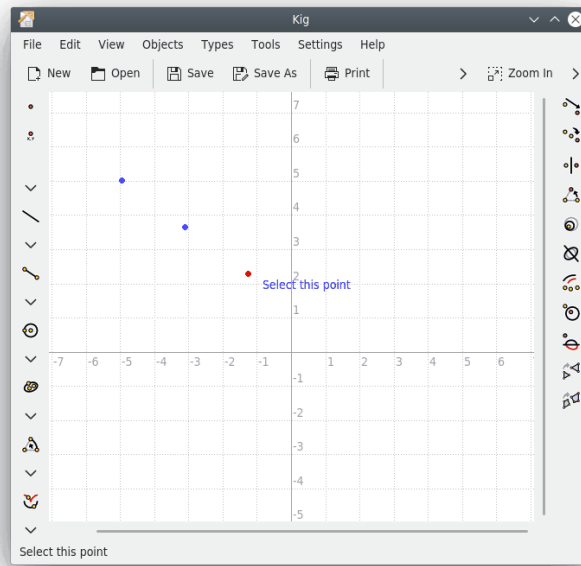 Kig
File Edit View Objects Types Tools Settings Help
New Open Save Save As Print Zoom In
x,y
7
6
5
4
3
2
Select this point
1
-7 -6 -5 -4 -3 -2 -1 1 2 3 4 5 6
-1
-2
-3
-4
-5
Select this point